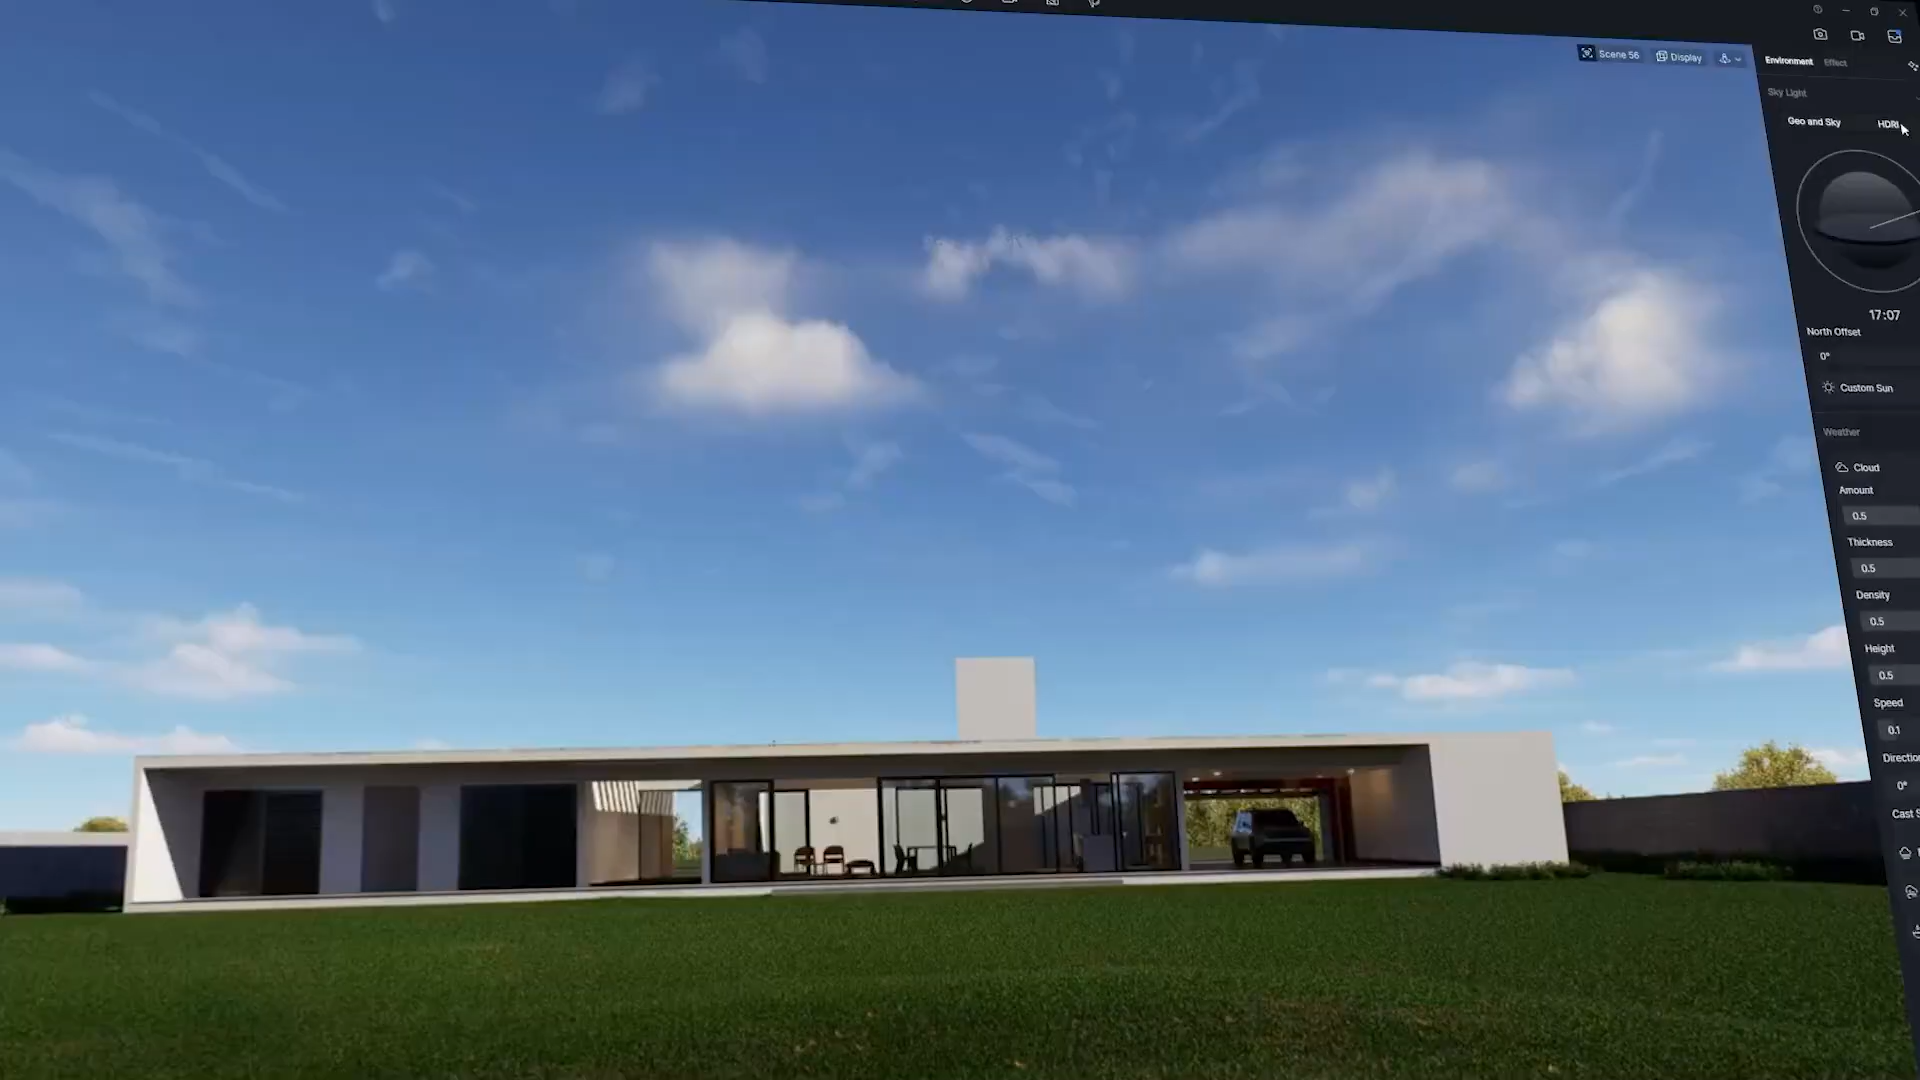 Scene 56
Display
Environment
Effect
Sky Light
Geo and Sky
HDRI
17:07
North Offset
0°
Custom Sun
Weather
Cloud
Amount
0.5
Thickness
0.5
Density
0.5
Height
0.5
Speed
0.1
0°
Cast